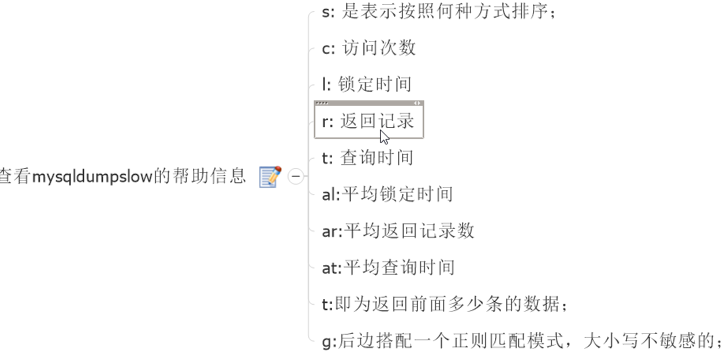 查看mysqldumpslow的帮助信息
s: 是表示按照何种方式排序;
c: 访问次数
l: 锁定时间
r: 返回记录
t: 查询时间
al:平均锁定时间
ar:平均返回记录数
at:平均查询时间
t:即为返回前面多少条的数据;
g:后边搭配一个正则匹配模式，大小写不敏感的;